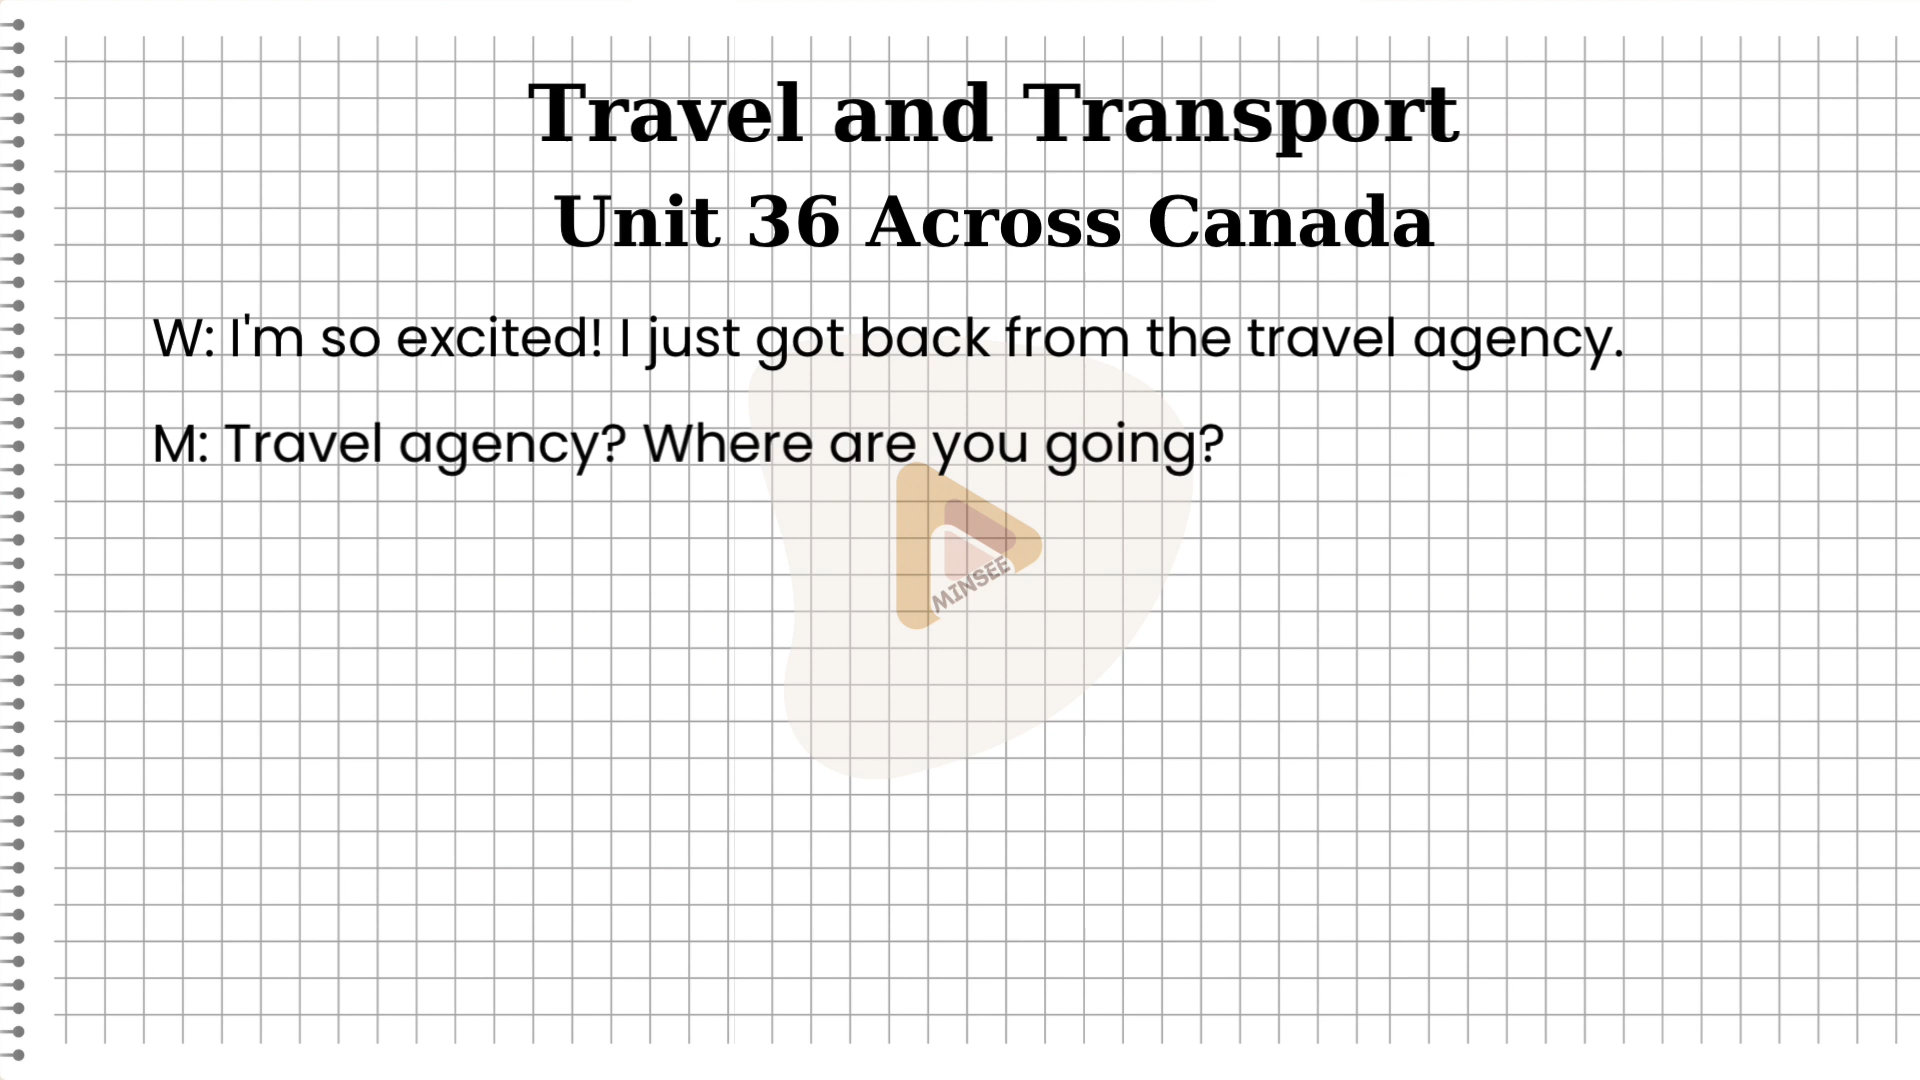 Travel and Transport
Unit 36 Across Canada
W: I'm so excited! I just got back from the travel agency.
M: Travel agency? Where are you going?
MINSEE